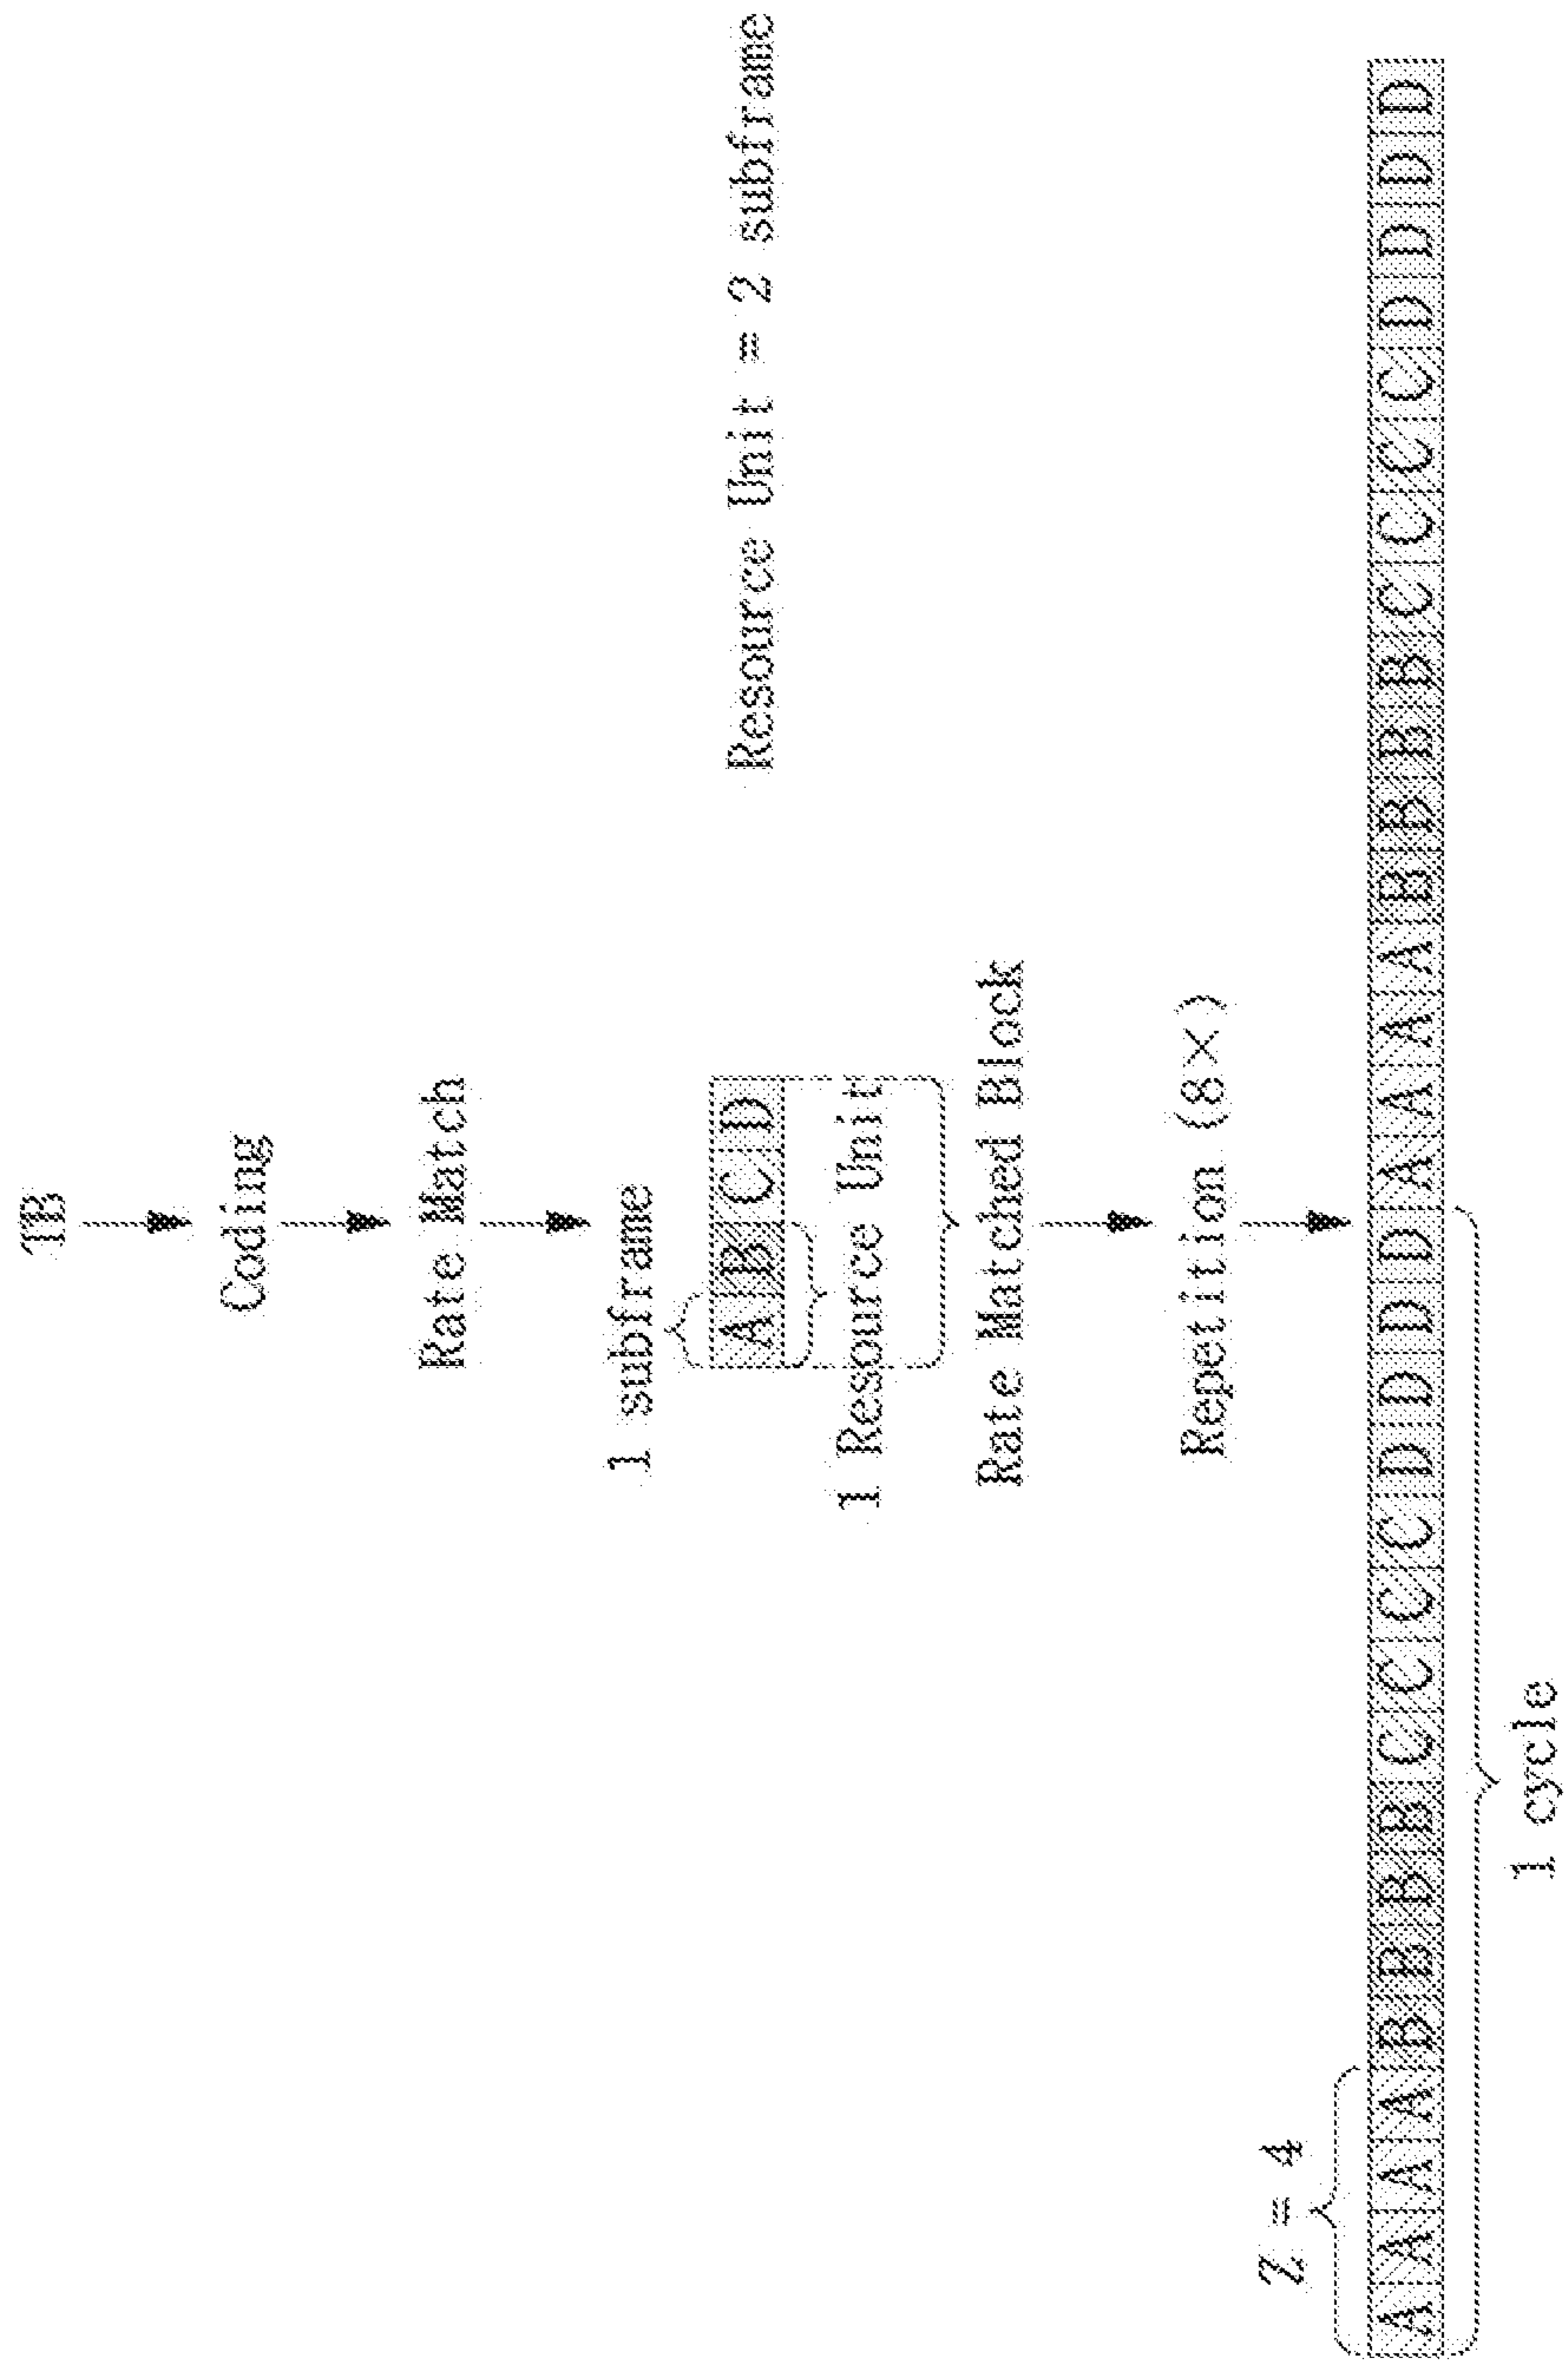 TB
Coding
Rate Match
1 subframe
A B C D
1 Resource Unit
Resource Unit = 2 subframe
Rate Matched Block
Repetition (8×)
Z = 4
A A A A B B B B C C C C D D D D A A A A B B B B C C C C D D D D
1 cycle